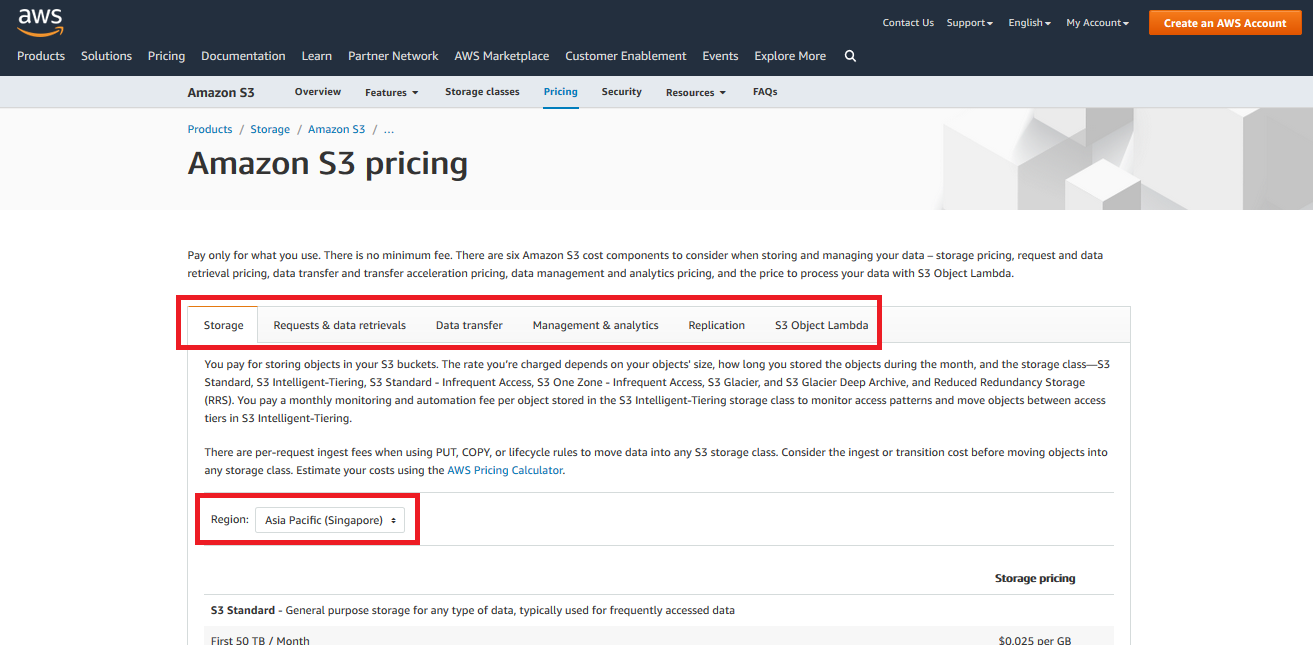 aws
Contact Us Support English My Account Create an AWS Account
Products Solutions Pricing Documentation Learn Partner Network AWS Marketplace Customer Enablement Events Explore More
Amazon S3 Overview Features Storage classes Pricing Security Resources FAQs
Products / Storage / Amazon S3 / ...
Amazon S3 pricing
Pay only for what you use. There is no minimum fee. There are six Amazon S3 cost components to consider when storing and managing your data – storage pricing, request and data
retrieval pricing, data transfer and transfer acceleration pricing, data management and analytics pricing, and the price to process your data with S3 Object Lambda.
Storage Requests & data retrievals Data transfer Management & analytics Replication S3 Object Lambda
You pay for storing objects in your S3 buckets. The rate you’re charged depends on your objects' size, how long you stored the objects during the month, and the storage class—S3
Standard, S3 Intelligent-Tiering, S3 Standard - Infrequent Access, S3 One Zone - Infrequent Access, S3 Glacier, and S3 Glacier Deep Archive, and Reduced Redundancy Storage
(RRS). You pay a monthly monitoring and automation fee per object stored in the S3 Intelligent-Tiering storage class to monitor access patterns and move objects between access
tiers in S3 Intelligent-Tiering.
There are per-request ingest fees when using PUT, COPY, or lifecycle rules to move data into any S3 storage class. Consider the ingest or transition cost before moving objects into
any storage class. Estimate your costs using the AWS Pricing Calculator.
Region: Asia Pacific (Singapore)
Storage pricing
S3 Standard - General purpose storage for any type of data, typically used for frequently accessed data
First 50 TB / Month $0.025 per GB